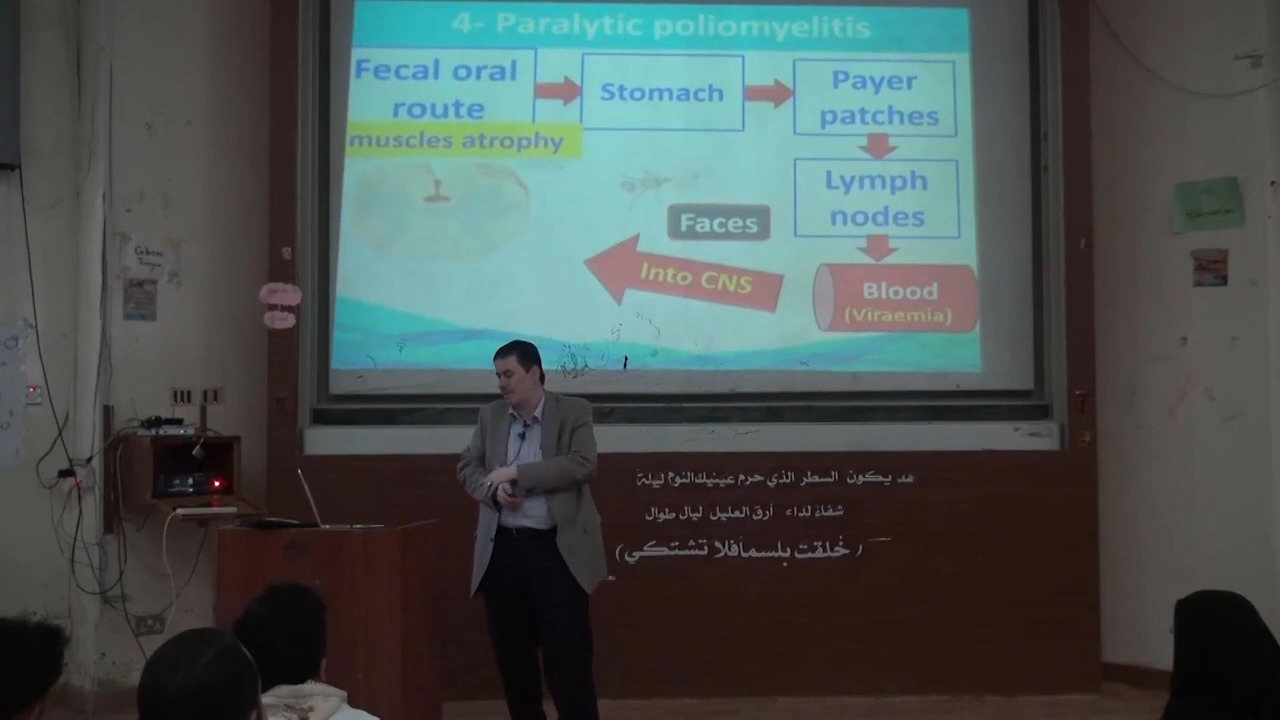 4- Paralytic poliomyelitis
Fecal oral
route
Stomach
Payer
patches
muscles atrophy
Lymph
nodes
Faces
Into CNS
Blood
(Viraemia)
قد يكون السطر الذي حرم عينيك النوم ليلة
شفاء لداء أرق العليل ليال طوال
(خُلقت بلسماً فلا تشتكي)